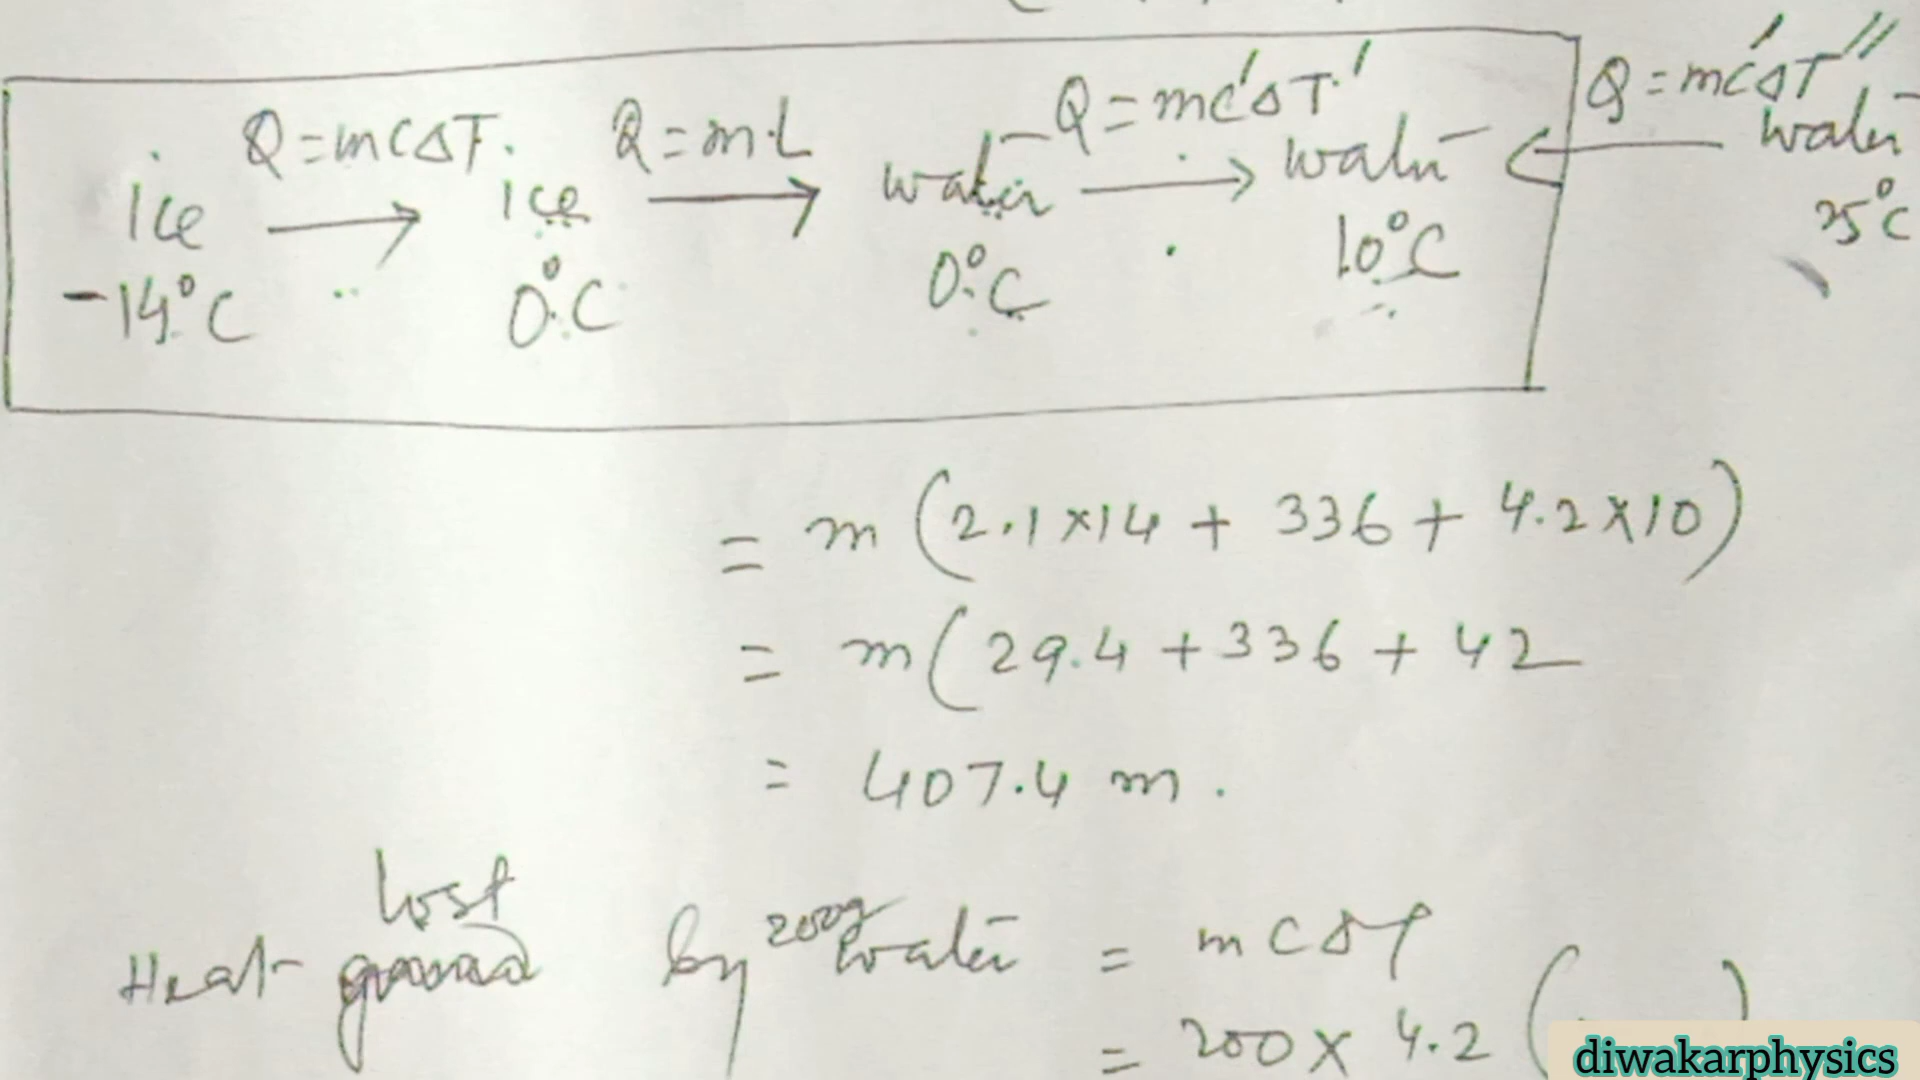 Q = mCΔT. Q = m·L Q = mC'ΔT' Q = mC'ΔT''
ice → ice → water → water ← water
-14°C 0°C 0°C 10°C 25°C
= m (2.1×14 + 336 + 4.2×10)
= m ( 29.4 + 336 + 42
= 407.4 m.
lost
Heat by 200g water = mCΔT
= 200 × 4.2 (
diwakarphysics